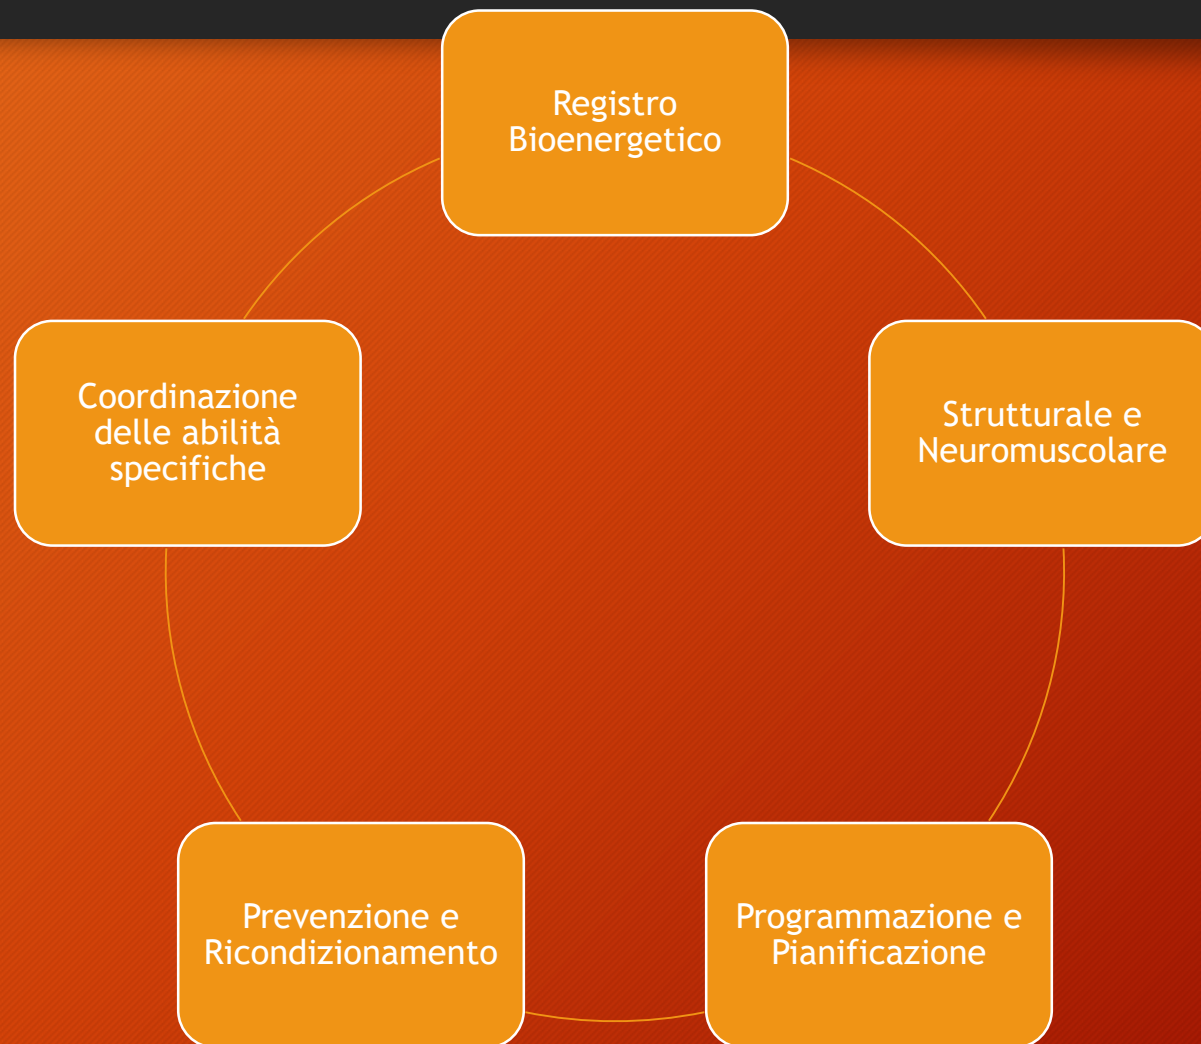 Registro
Bioenergetico
Strutturale e
Neuromuscolare
Programmazione e
Pianificazione
Prevenzione e
Ricondizionamento
Coordinazione
delle abilità
specifiche